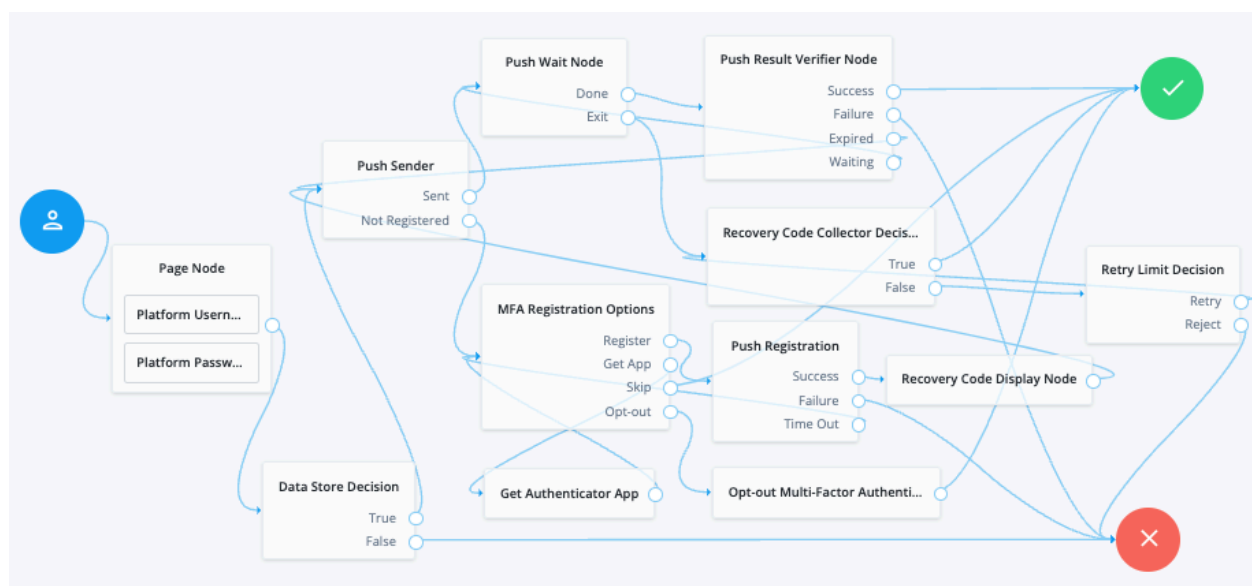 Push Wait Node
Done
Exit
Push Result Verifier Node
Success
Failure
Expired
Waiting
Push Sender
Sent
Not Registered
Page Node
Platform Usern...
Platform Passw...
Recovery Code Collector Decis...
True
False
Retry Limit Decision
Retry
Reject
MFA Registration Options
Register
Get App
Skip
Opt-out
Push Registration
Success
Failure
Time Out
Recovery Code Display Node
Data Store Decision
True
False
Get Authenticator App
Opt-out Multi-Factor Authenti...